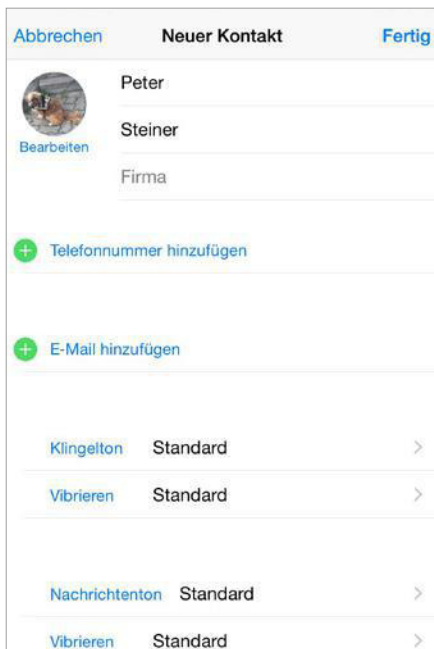 Abbrechen Neuer Kontakt Fertig
Peter
Steiner
Bearbeiten
Firma
Telefonnummer hinzufügen
E-Mail hinzufügen
Klingelton Standard
Vibrieren Standard
Nachrichtenton Standard
Vibrieren Standard